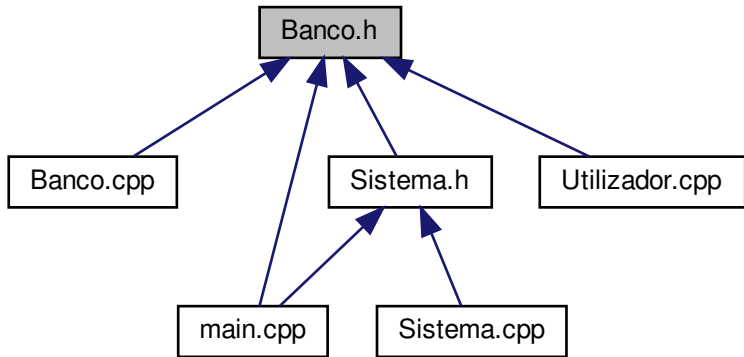 Banco.h
Banco.cpp
Sistema.h
Utilizador.cpp
main.cpp
Sistema.cpp